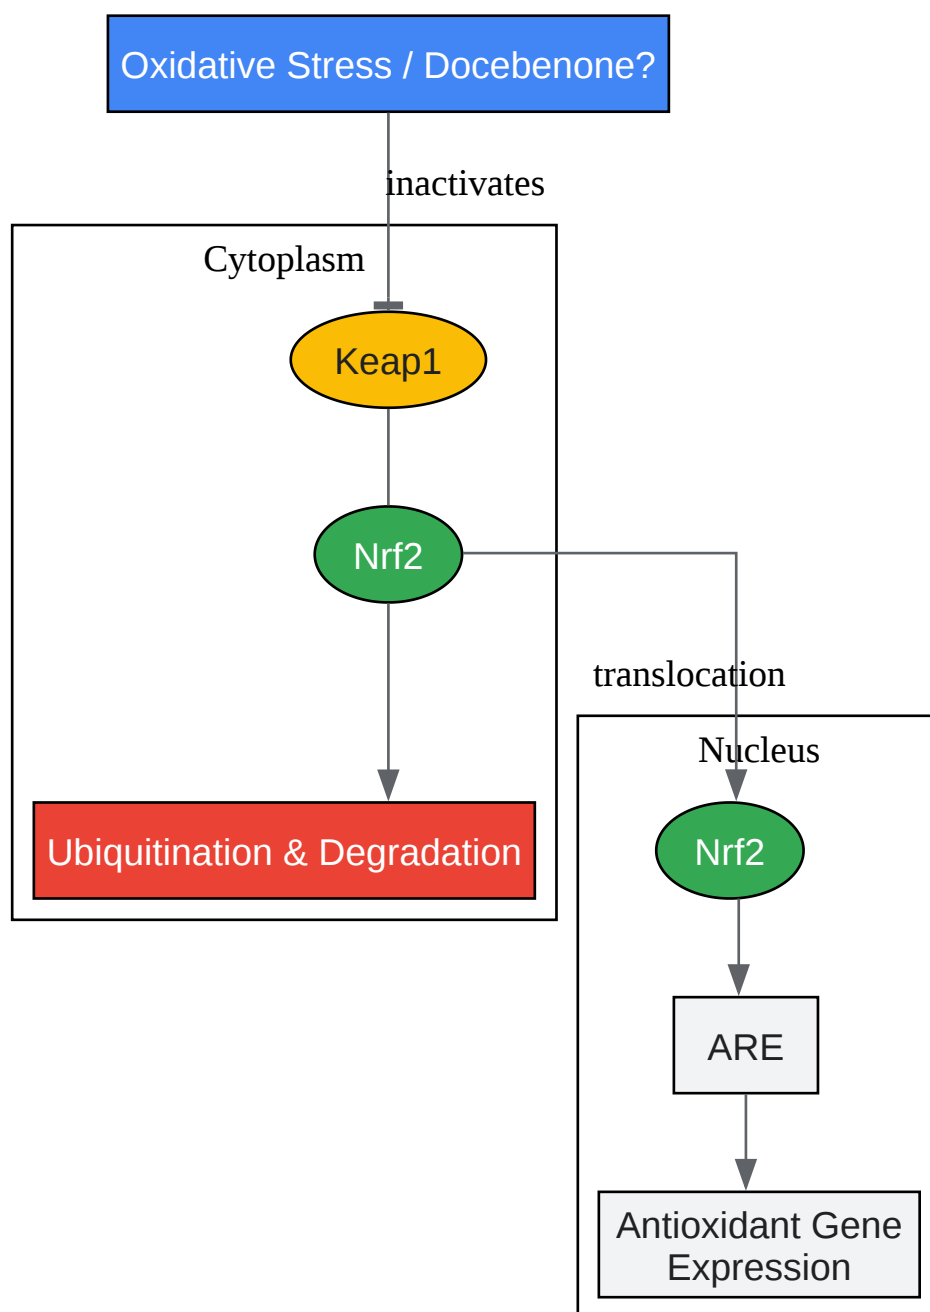 Oxidative Stress / Docebenone?
inactivates
Cytoplasm
Keap1
Nrf2
translocation
Nucleus
Ubiquitination & Degradation
Nrf2
ARE
Antioxidant Gene
Expression